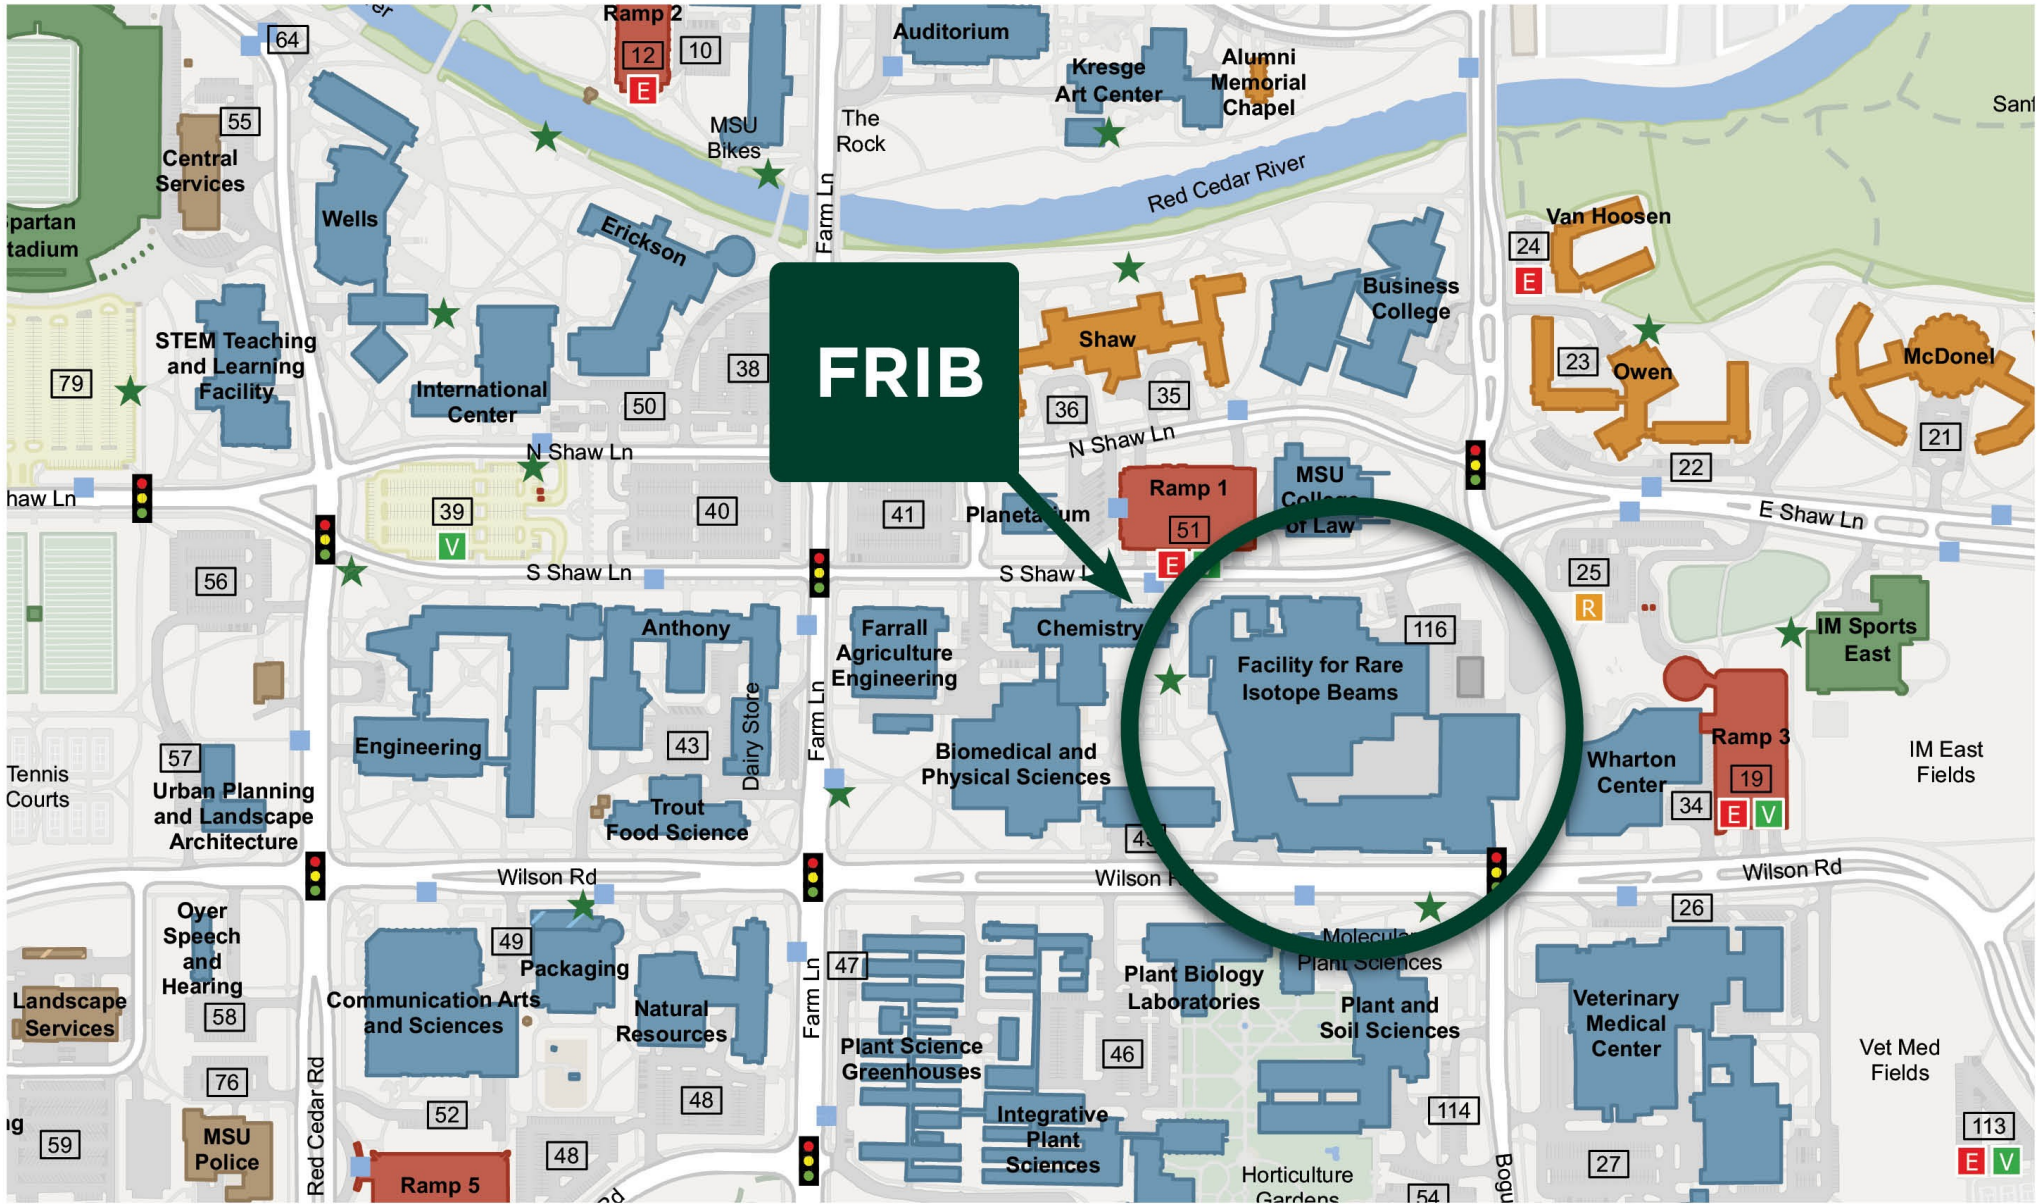 64
Ramp 2
12
10
E
Auditorium
Kresge
Art Center
Alumni
Memorial
Chapel
55
MSU
Bikes
The
Rock
Central
Services
Farm Ln
Red Cedar River
Wells
Erickson
Van Hoosen
24
E
Business
College
STEM Teaching
and Learning
Facility
79
International
Center
38
50
FRIB
Shaw
36
35
23
Owen
McDonel
21
22
N Shaw Ln
N Shaw Ln
39
V
40
41
Planetarium
Ramp 1
51
E
MSU
College
of Law
E Shaw Ln
S Shaw Ln
56
25
R
Anthony
Farrall
Agriculture
Engineering
Chemistry
116
Facility for Rare
Isotope Beams
IM Sports
East
Engineering
43
Dairy Store
Farm Ln
Biomedical and
Physical Sciences
Wharton
Center
Ramp 3
19
E
V
34
IM East
Fields
Tennis
Courts
57
Urban Planning
and Landscape
Architecture
Trout
Food Science
Wilson Rd
Wilson Rd
Wilson Rd
26
Oyer
Speech
and
Hearing
49
Packaging
47
Plant Biology
Laboratories
Plant Sciences
Landscape
Services
Communication Arts
and Sciences
Natural
Resources
Farm Ln
58
Plant and
Soil Sciences
Veterinary
Medical
Center
Plant Science
Greenhouses
46
Vet Med
Fields
76
Red Cedar Rd
52
48
Integrative
Plant
Sciences
114
113
E
V
59
MSU
Police
48
27
Ramp 5
Horticulture
Gardens
54